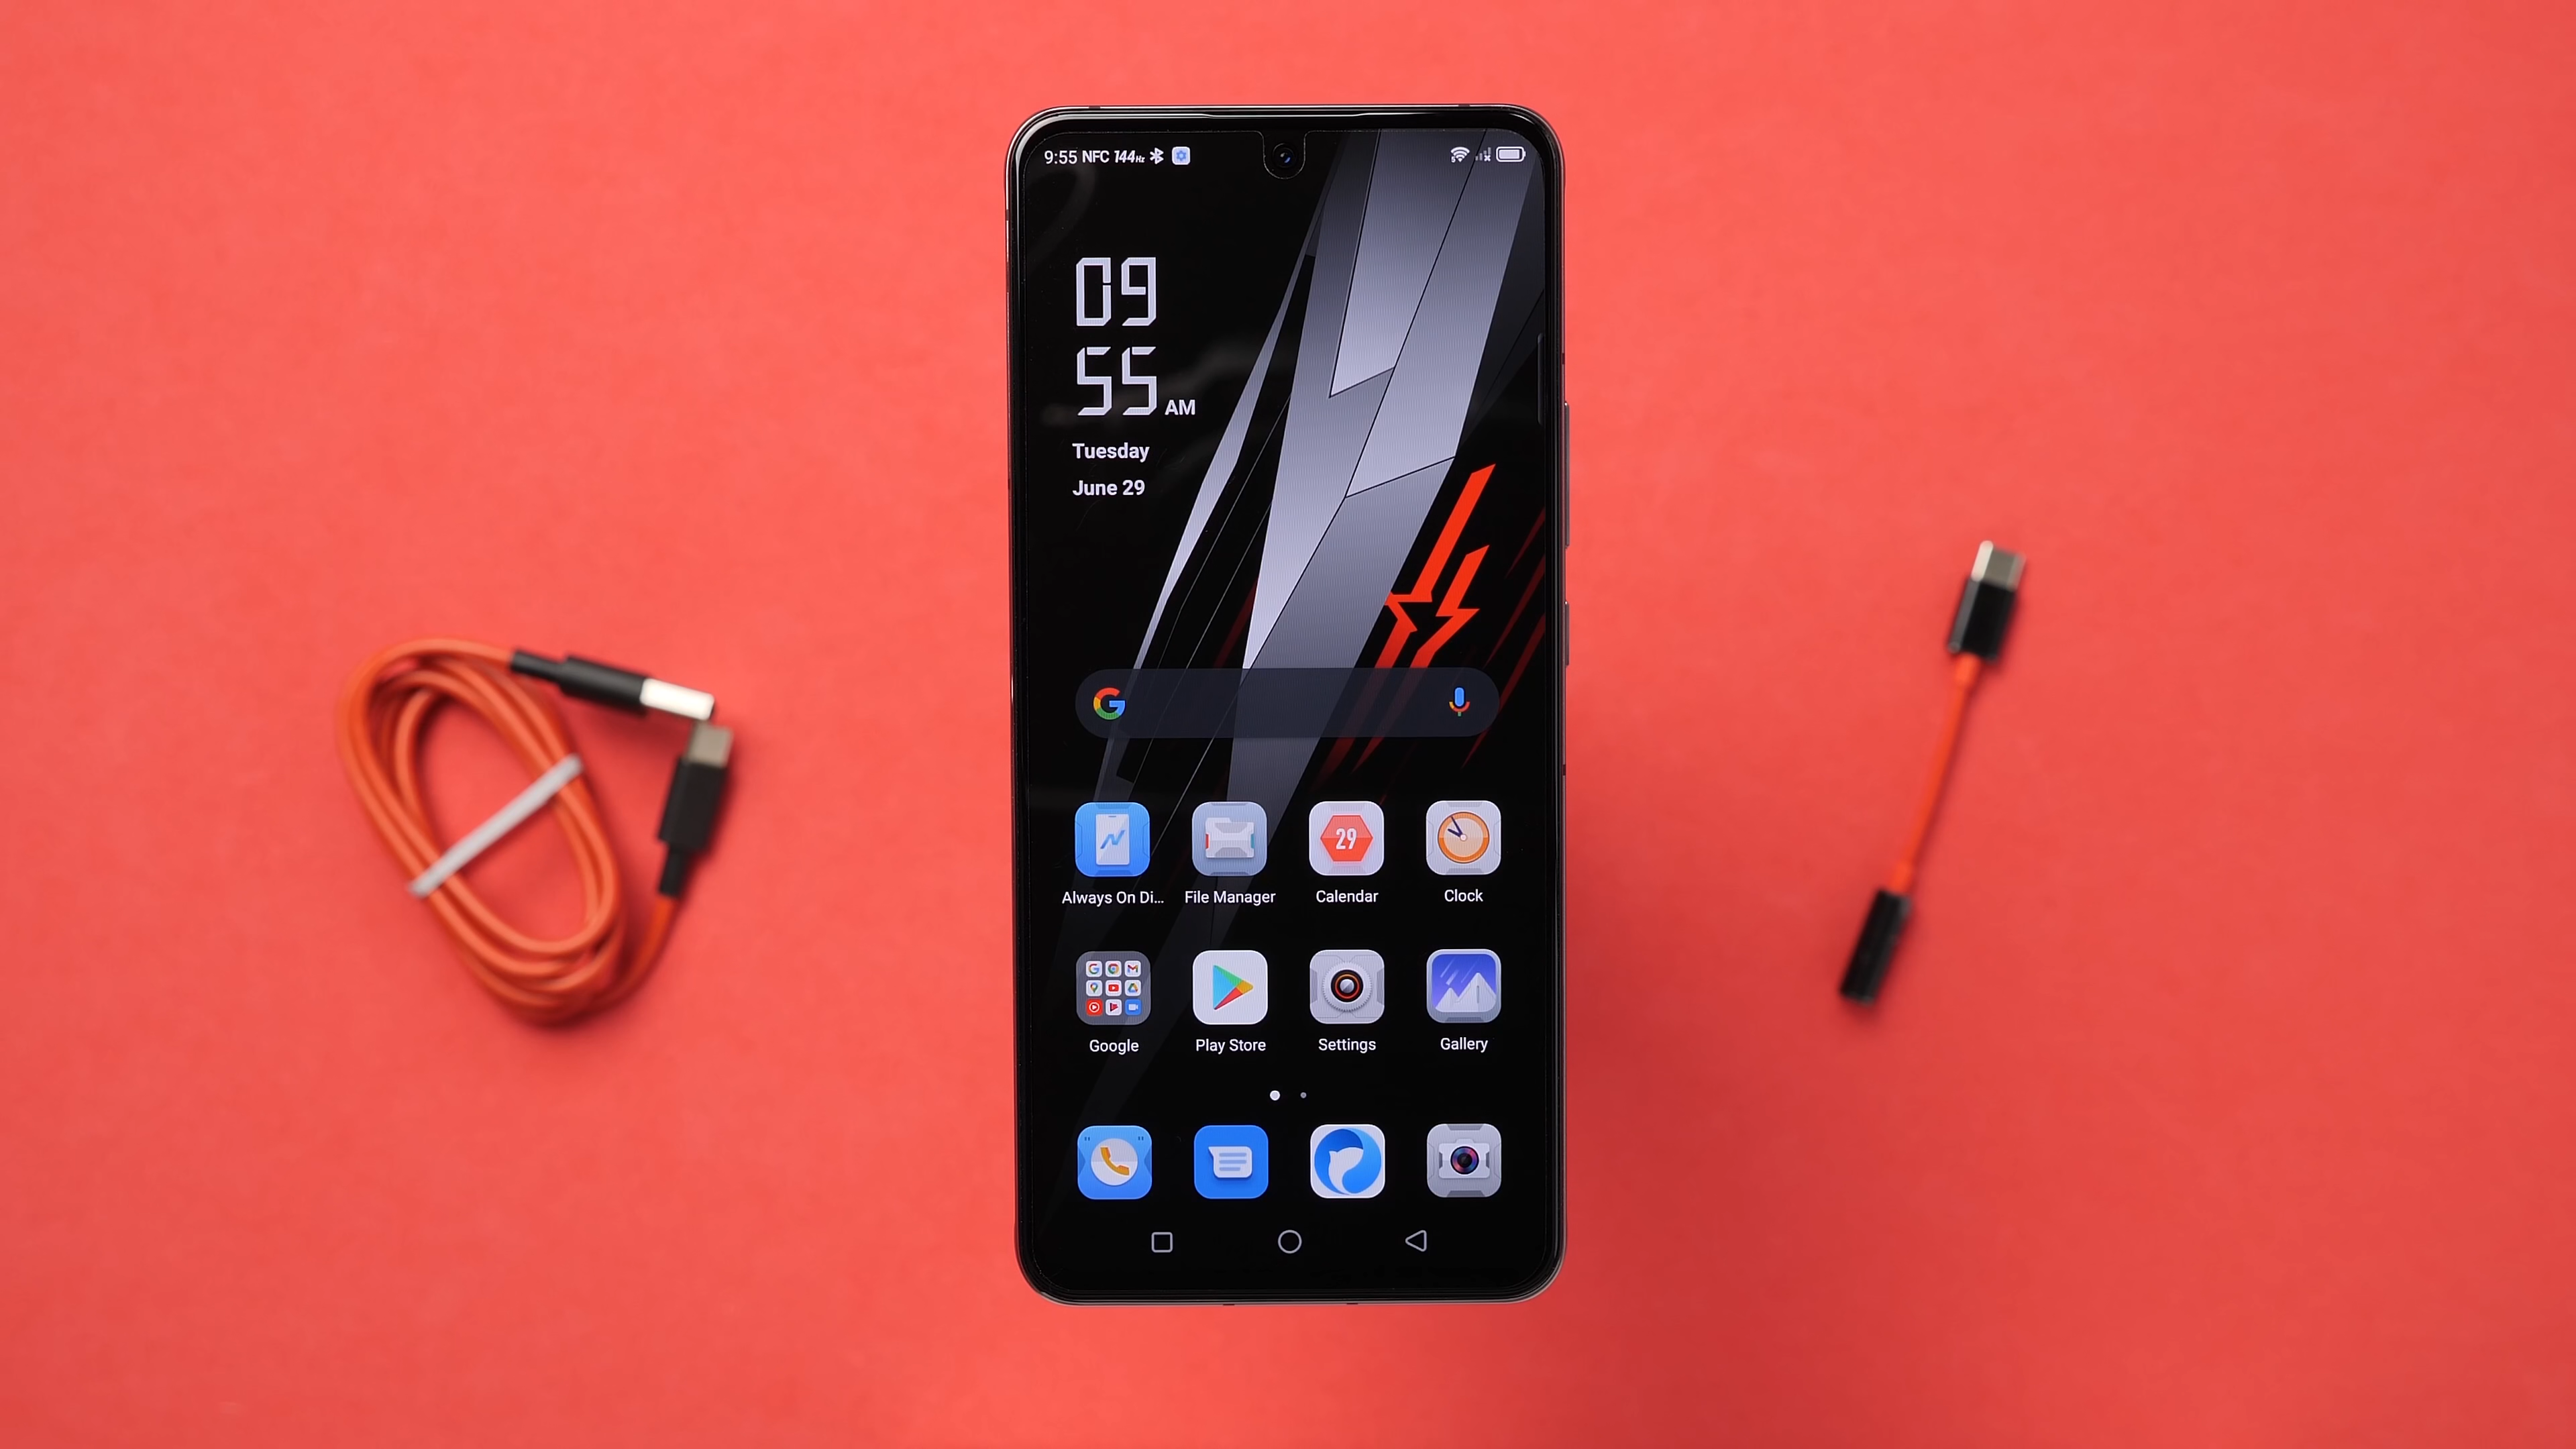 9:55 NFC 144Hz
09
55 AM
Tuesday
June 29
Always On Di... File Manager Calendar Clock
29
Google Play Store Settings Gallery